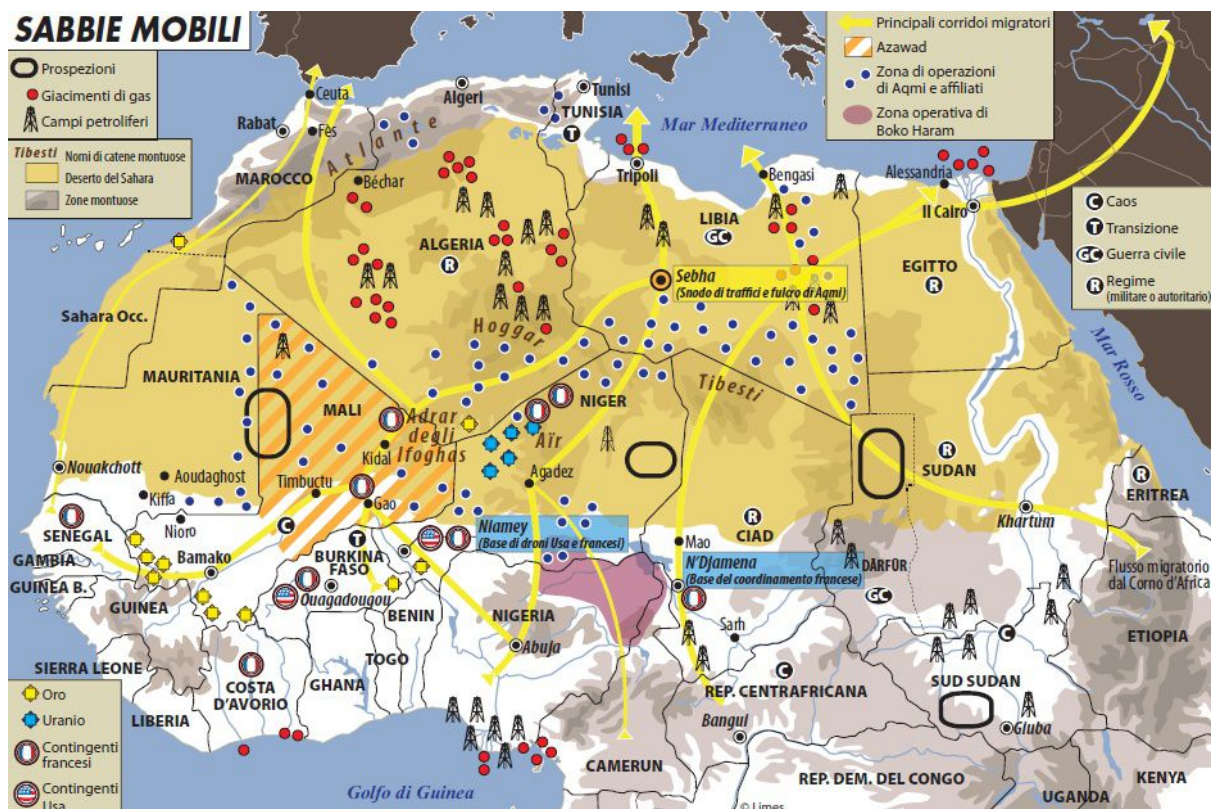 SABBIE MOBILI
Prospezioni
Giacimenti di gas
Campi petroliferi
Tibesti Nomi di catene montuose
Deserto del Sahara
Zone montuose
Principali corridoi migratori
Azawad
Zona di operazioni
di Aqmi e affiliati
Zona operativa di
Boko Haram
C Caos
T Transizione
GC Guerra civile
R Regime
(militare o autoritario)
Ceuta
Rabat
Fès
MAROCCO
Atlante
Algeri
Tunisi
TUNISIA
T
Mar Mediterraneo
Béchar
Tripoli
Bengasi
Alessandria
Il Cairo
ALGERIA
R
LIBIA
GC
EGITTO
R
Sebha
(Snodo di traffici e fulcro di Aqmi)
Hoggar
Sahara Occ.
Mar Rosso
MAURITANIA
MALI
Adrar
degli
Ifoghas
Kidal
NIGER
Aïr
Tibesti
Agadez
Nouakchott
Aoudaghost
Kiffa
Timbuctu
Gao
R
SUDAN
R
ERITREA
Khartum
SENEGAL
Nioro
C
T
Niamey
(Base di droni Usa e francesi)
R
CIAD
Mao
GAMBIA
Bamako
BURKINA
FASO
N'Djamena
(Base del coordinamento francese)
DĀRFŪR
GC
Flusso migratorio
dal Corno d'Africa
GUINEA B.
GUINEA
Ouagadougou
BENIN
NIGERIA
Abuja
Sarh
C
ETIOPIA
SIERRA LEONE
COSTA
D'AVORIO
GHANA
TOGO
C
REP. CENTRAFRICANA
SUD SUDAN
LIBERIA
Bangui
Giuba
CAMERUN
REP. DEM. DEL CONGO
UGANDA
KENYA
Golfo di Guinea
© Limes
Oro
Uranio
Contingenti
francesi
Contingenti
Usa